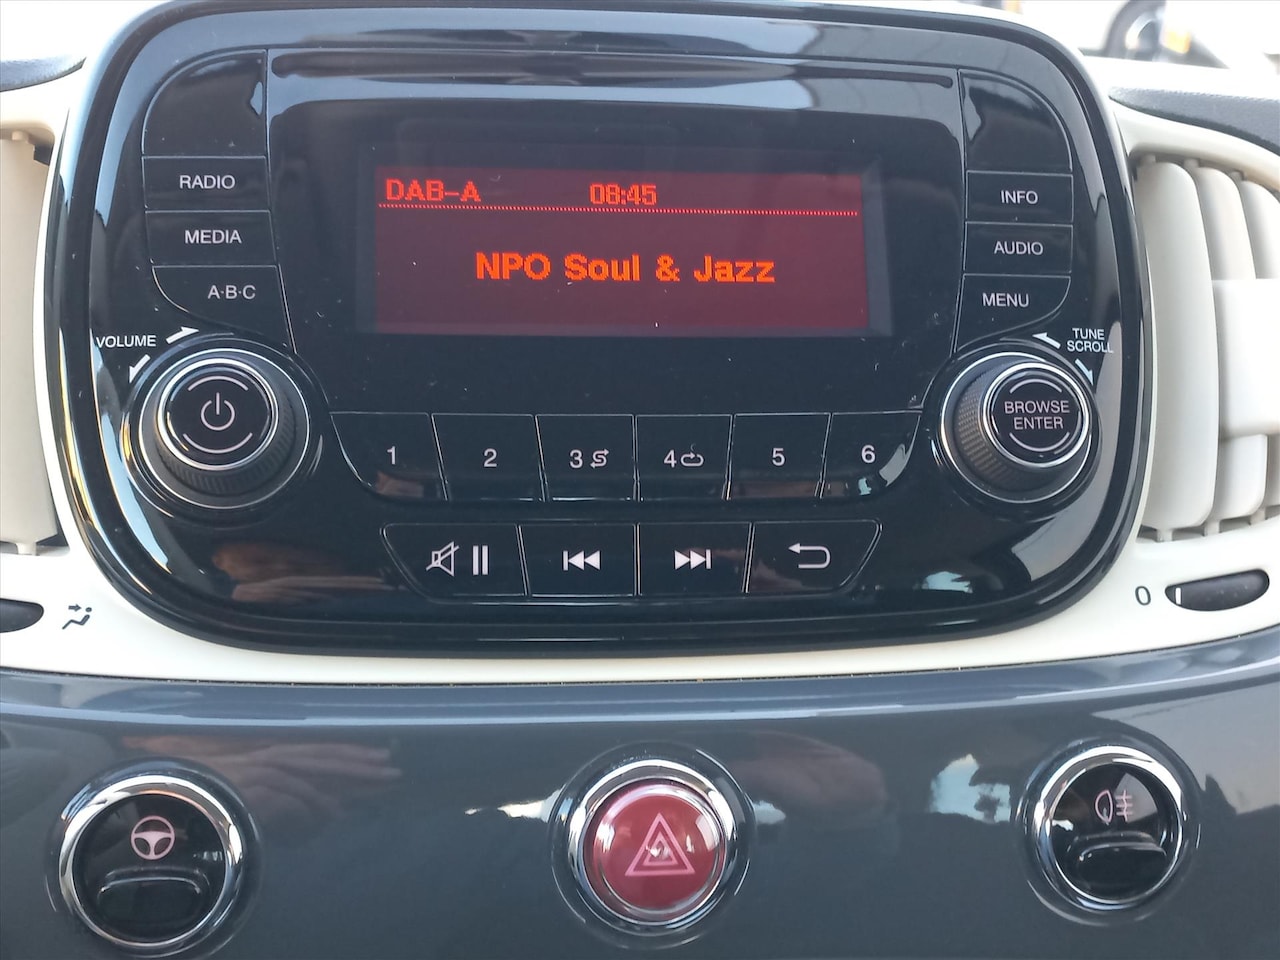 DAB-A 08:45
NPO Soul & Jazz
RADIO
MEDIA
A·B·C
VOLUME
INFO
AUDIO
MENU
TUNE
SCROLL
BROWSE
ENTER
1 2 3 4 5 6
0